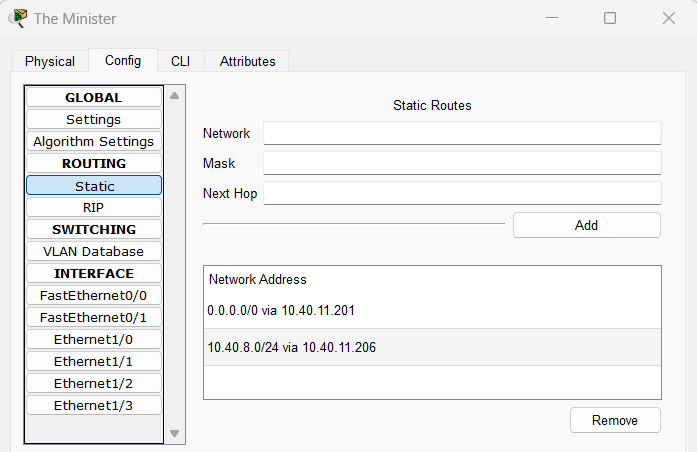 The Minister
Physical Config CLI Attributes
GLOBAL
Settings
Algorithm Settings
ROUTING
Static
RIP
SWITCHING
VLAN Database
INTERFACE
FastEthernet0/0
FastEthernet0/1
Ethernet1/0
Ethernet1/1
Ethernet1/2
Ethernet1/3
Static Routes
Network
Mask
Next Hop
Add
Network Address
0.0.0.0/0 via 10.40.11.201
10.40.8.0/24 via 10.40.11.206
Remove